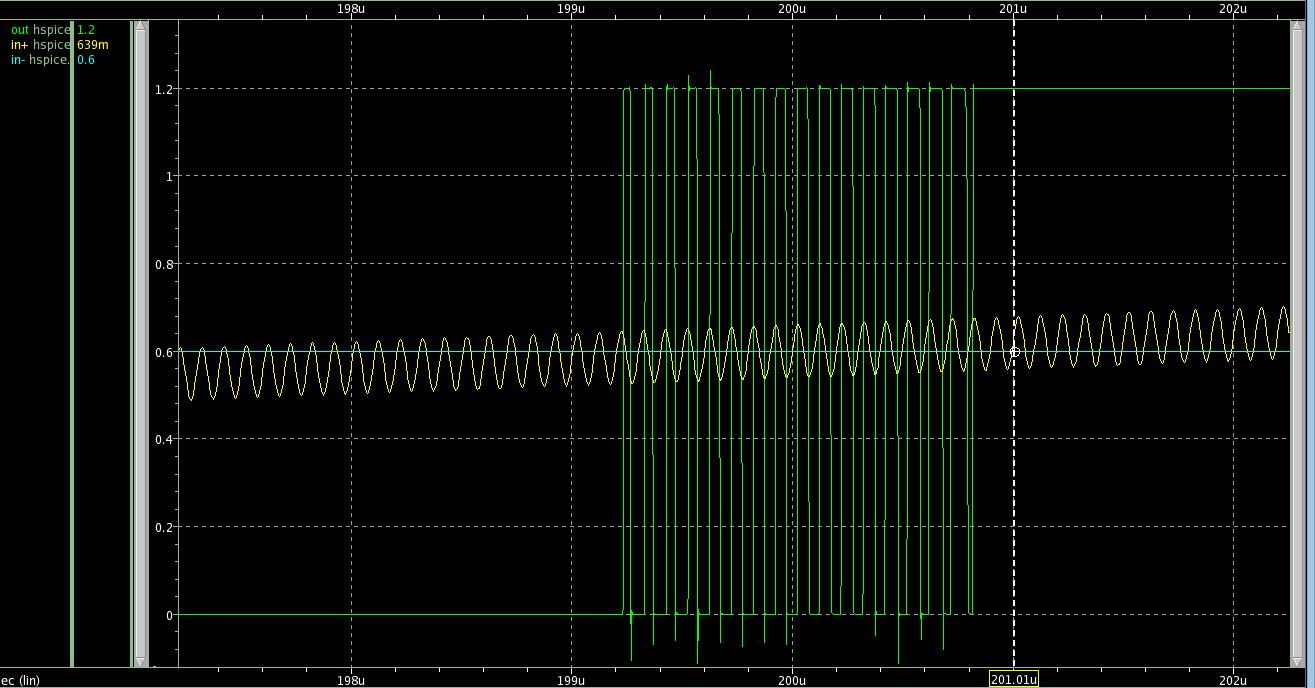 198u 199u 200u 201u 202u
out hspice 1.2
in+ hspice 639m
in- hspice. 0.6
1.2
1
0.8
0.6
0.4
0.2
0
ec (lin) 198u 199u 200u 201.01u 202u